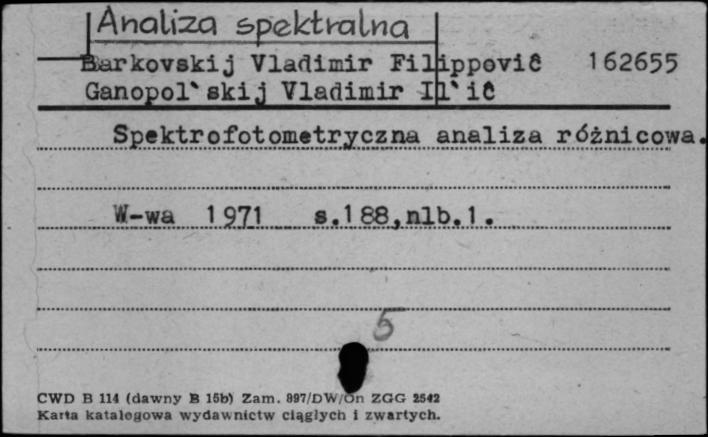 Analiza spektralna
Barkovskij Vladimir Filippovič 162655
Ganopol`skij Vladimir Il`ič
Spektrofotometryczna analiza różnicowa.
W-wa 1971 s.188,nlb.1.
5
CWD B 114 (dawny B 15b) Zam. 897/DW/On ZGG 2542
Karta katalogowa wydawnictw ciągłych i zwartych.